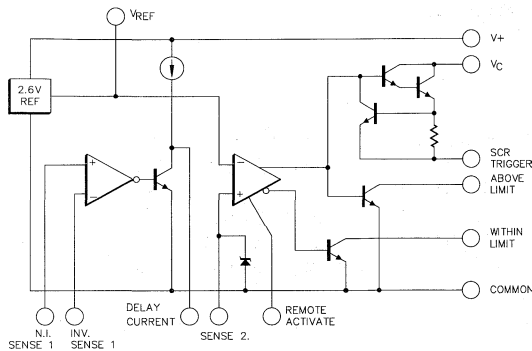 VREF
V+
VC
2.6V
REF
+
−
−
+
SCR
TRIGGER
ABOVE
LIMIT
WITHIN
LIMIT
COMMON
N.I.
SENSE 1
INV.
SENSE 1
DELAY
CURRENT
SENSE 2.
REMOTE
ACTIVATE